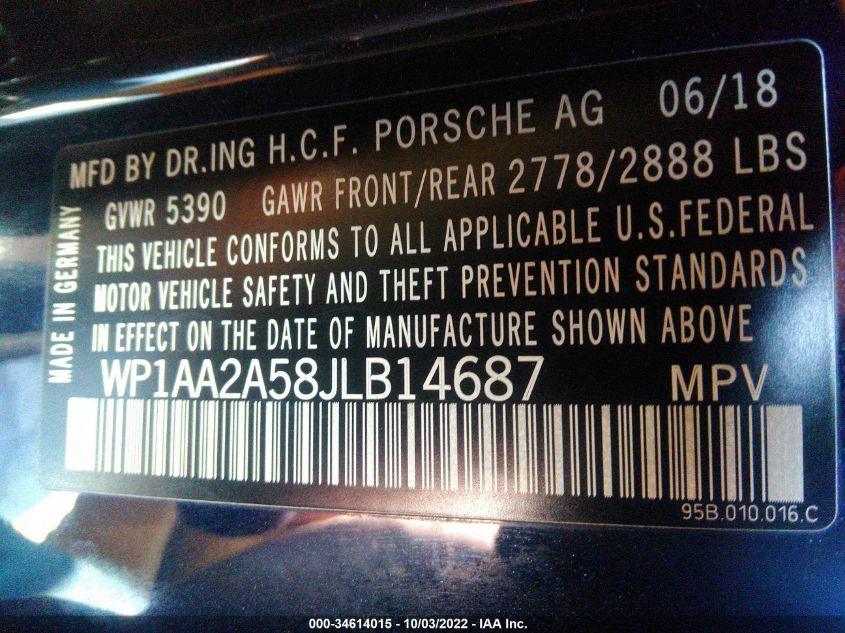 MFD BY DR.ING H.C.F. PORSCHE AG 06/18
GVWR 5390 GAWR FRONT/REAR 2778/2888 LBS
THIS VEHICLE CONFORMS TO ALL APPLICABLE U.S.FEDERAL
MOTOR VEHICLE SAFETY AND THEFT PREVENTION STANDARDS
IN EFFECT ON THE DATE OF MANUFACTURE SHOWN ABOVE
MADE IN GERMANY
WP1AA2A58JLB14687 MPV
95B.010.016.C
000-34614015 - 10/03/2022 - IAA Inc.